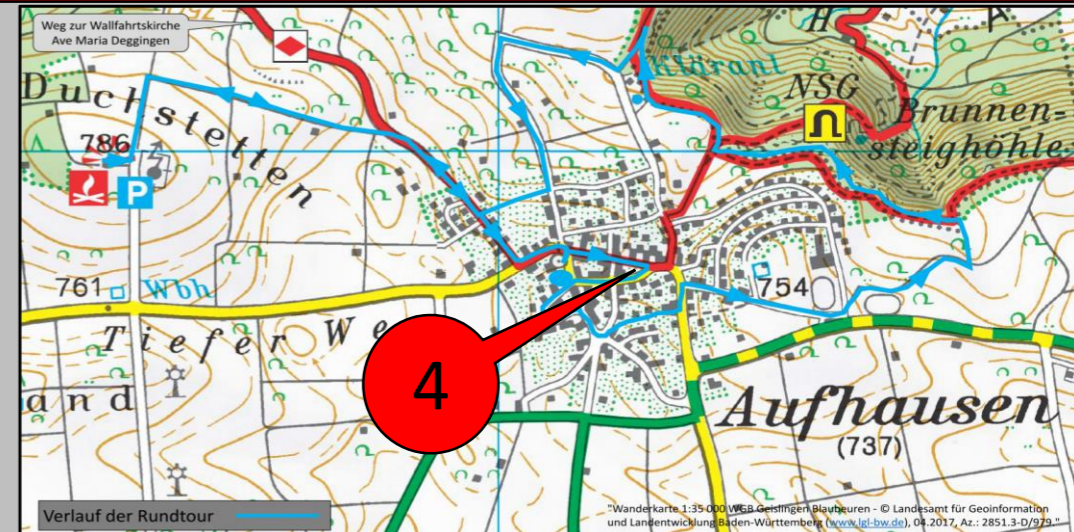 Weg zur Wallfahrtskirche
Ave Maria Deggingen
H
A
Kläranl
NSG
Duchstetten
Brunnen-
steighöhle
786
P
761
Wbh
754
Tiefer We
4
and
Aufhausen
(737)
Verlauf der Rundtour
"Wanderkarte 1:35 000 WGB Geislingen Blaubeuren - © Landesamt für Geoinformation
und Landentwicklung Baden-Württemberg (www.lgl-bw.de), 04.2017, Az.: 2851.3-D/979."